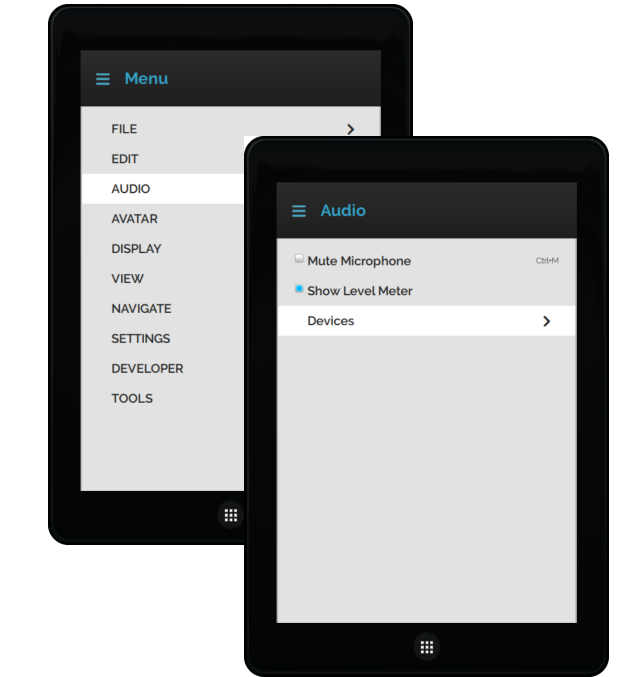 Menu
FILE
EDIT
AUDIO
AVATAR
DISPLAY
VIEW
NAVIGATE
SETTINGS
DEVELOPER
TOOLS
Audio
Mute Microphone Ctrl+M
Show Level Meter
Devices